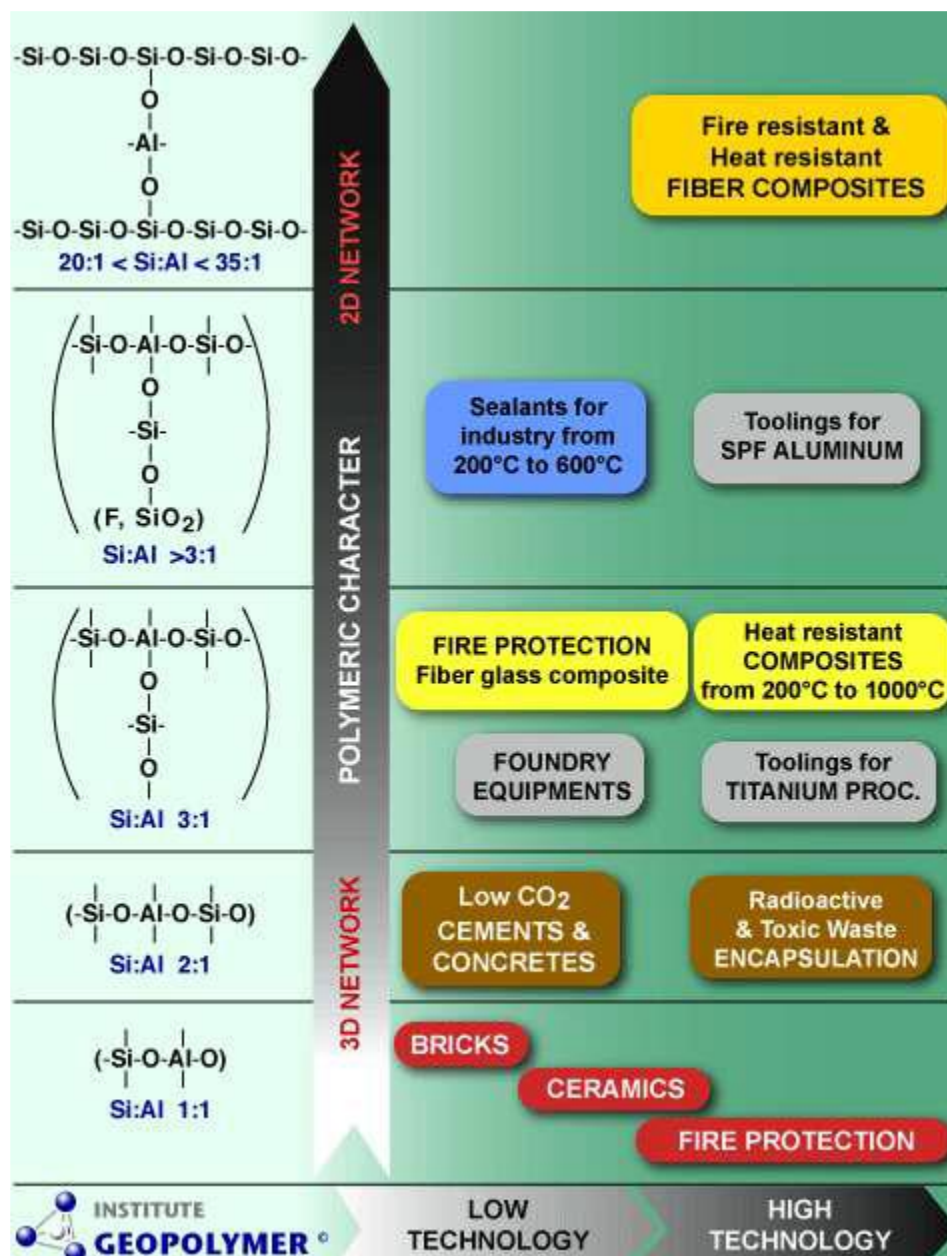 -Si-O-Si-O-Si-O-Si-O-Si-O-
O
-Al-
O
-Si-O-Si-O-Si-O-Si-O-Si-O-
20:1 < Si:Al < 35:1
2D NETWORK
Fire resistant &
Heat resistant
FIBER COMPOSITES
-Si-O-Al-O-Si-O-
O
-Si-
O
(F, SiO2)
Si:Al >3:1
POLYMERIC CHARACTER
Sealants for
industry from
200°C to 600°C
Toolings for
SPF ALUMINUM
-Si-O-Al-O-Si-O-
O
-Si-
O
Si:Al 3:1
FIRE PROTECTION
Fiber glass composite
Heat resistant
COMPOSITES
from 200°C to 1000°C
FOUNDRY
EQUIPMENTS
Toolings for
TITANIUM PROC.
(-Si-O-Al-O-Si-O)
Si:Al 2:1
3D NETWORK
Low CO2
CEMENTS &
CONCRETES
Radioactive
& Toxic Waste
ENCAPSULATION
(-Si-O-Al-O)
Si:Al 1:1
BRICKS
CERAMICS
FIRE PROTECTION
INSTITUTE
GEOPOLYMER ©
LOW
TECHNOLOGY
HIGH
TECHNOLOGY